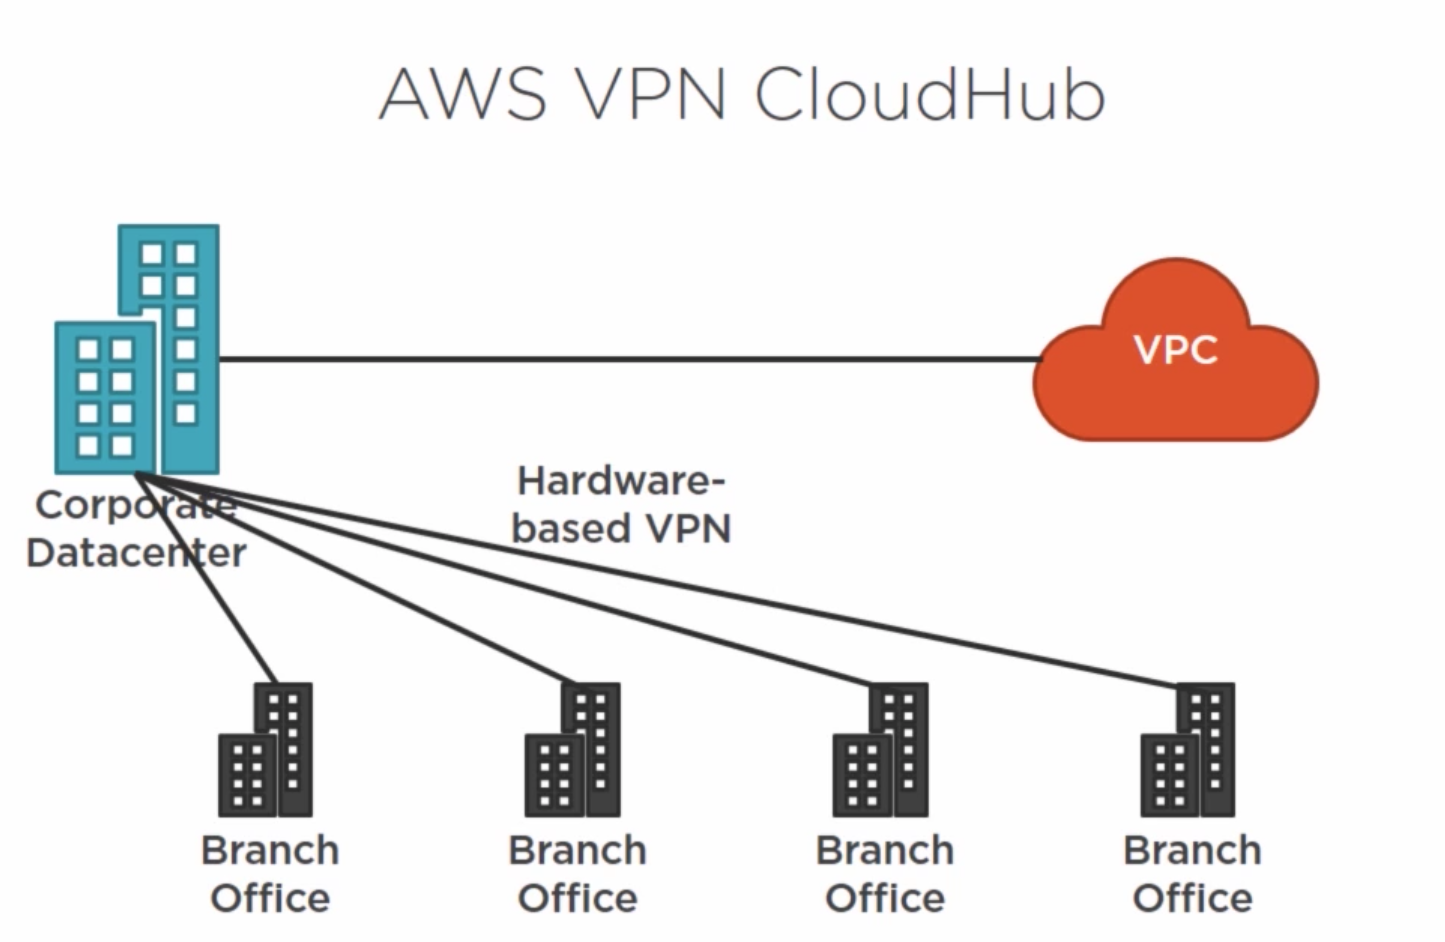 AWS VPN CloudHub
VPC
Corporate
Datacenter
Hardware-
based VPN
Branch
Office
Branch
Office
Branch
Office
Branch
Office